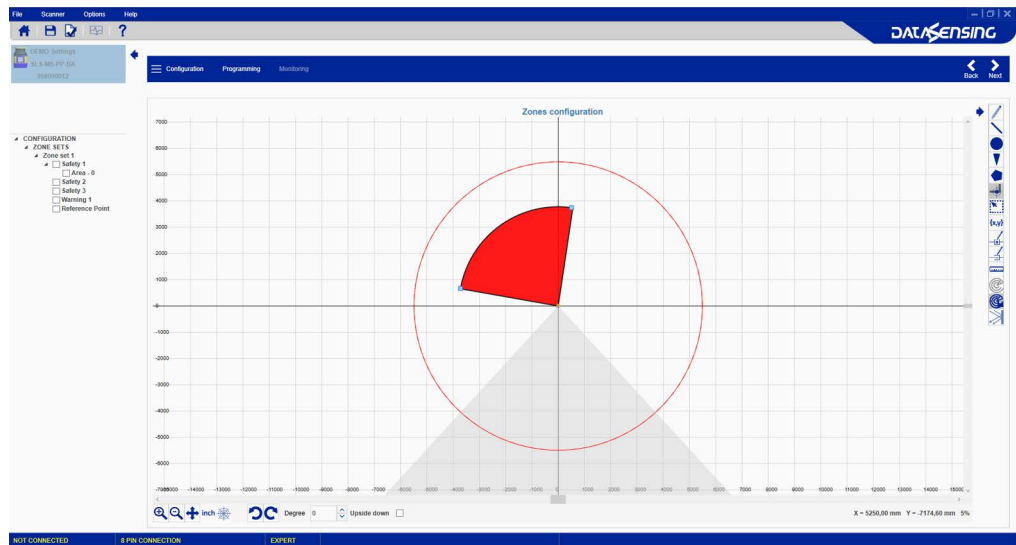 File Scanner Options Help
DATASENSING
DEMO Settings
SLS-M5-PP-BA
Configuration Programming Monitoring
Back Next
Zones configuration
CONFIGURATION
ZONE SETS
Zone set 1
Safety 1
Area - 0
Safety 2
Safety 3
Warning 1
Reference Point
{x,y}
7000
6000
5000
4000
3000
2000
1000
0
-1000
-2000
-3000
-4000
-5000
-6000
-14000 -13000 -12000 -11000 -10000 -9000 -8000 -7000 -6000 -5000 -4000 -3000 -2000 -1000 0 1000 2000 3000 4000 5000 6000 7000 8000 9000 10000 11000 12000 13000 14000
inch Degree 0 Upside down
X = 5250,00 mm Y = -7174,60 mm 5%
NOT CONNECTED 8 PIN CONNECTION EXPERT